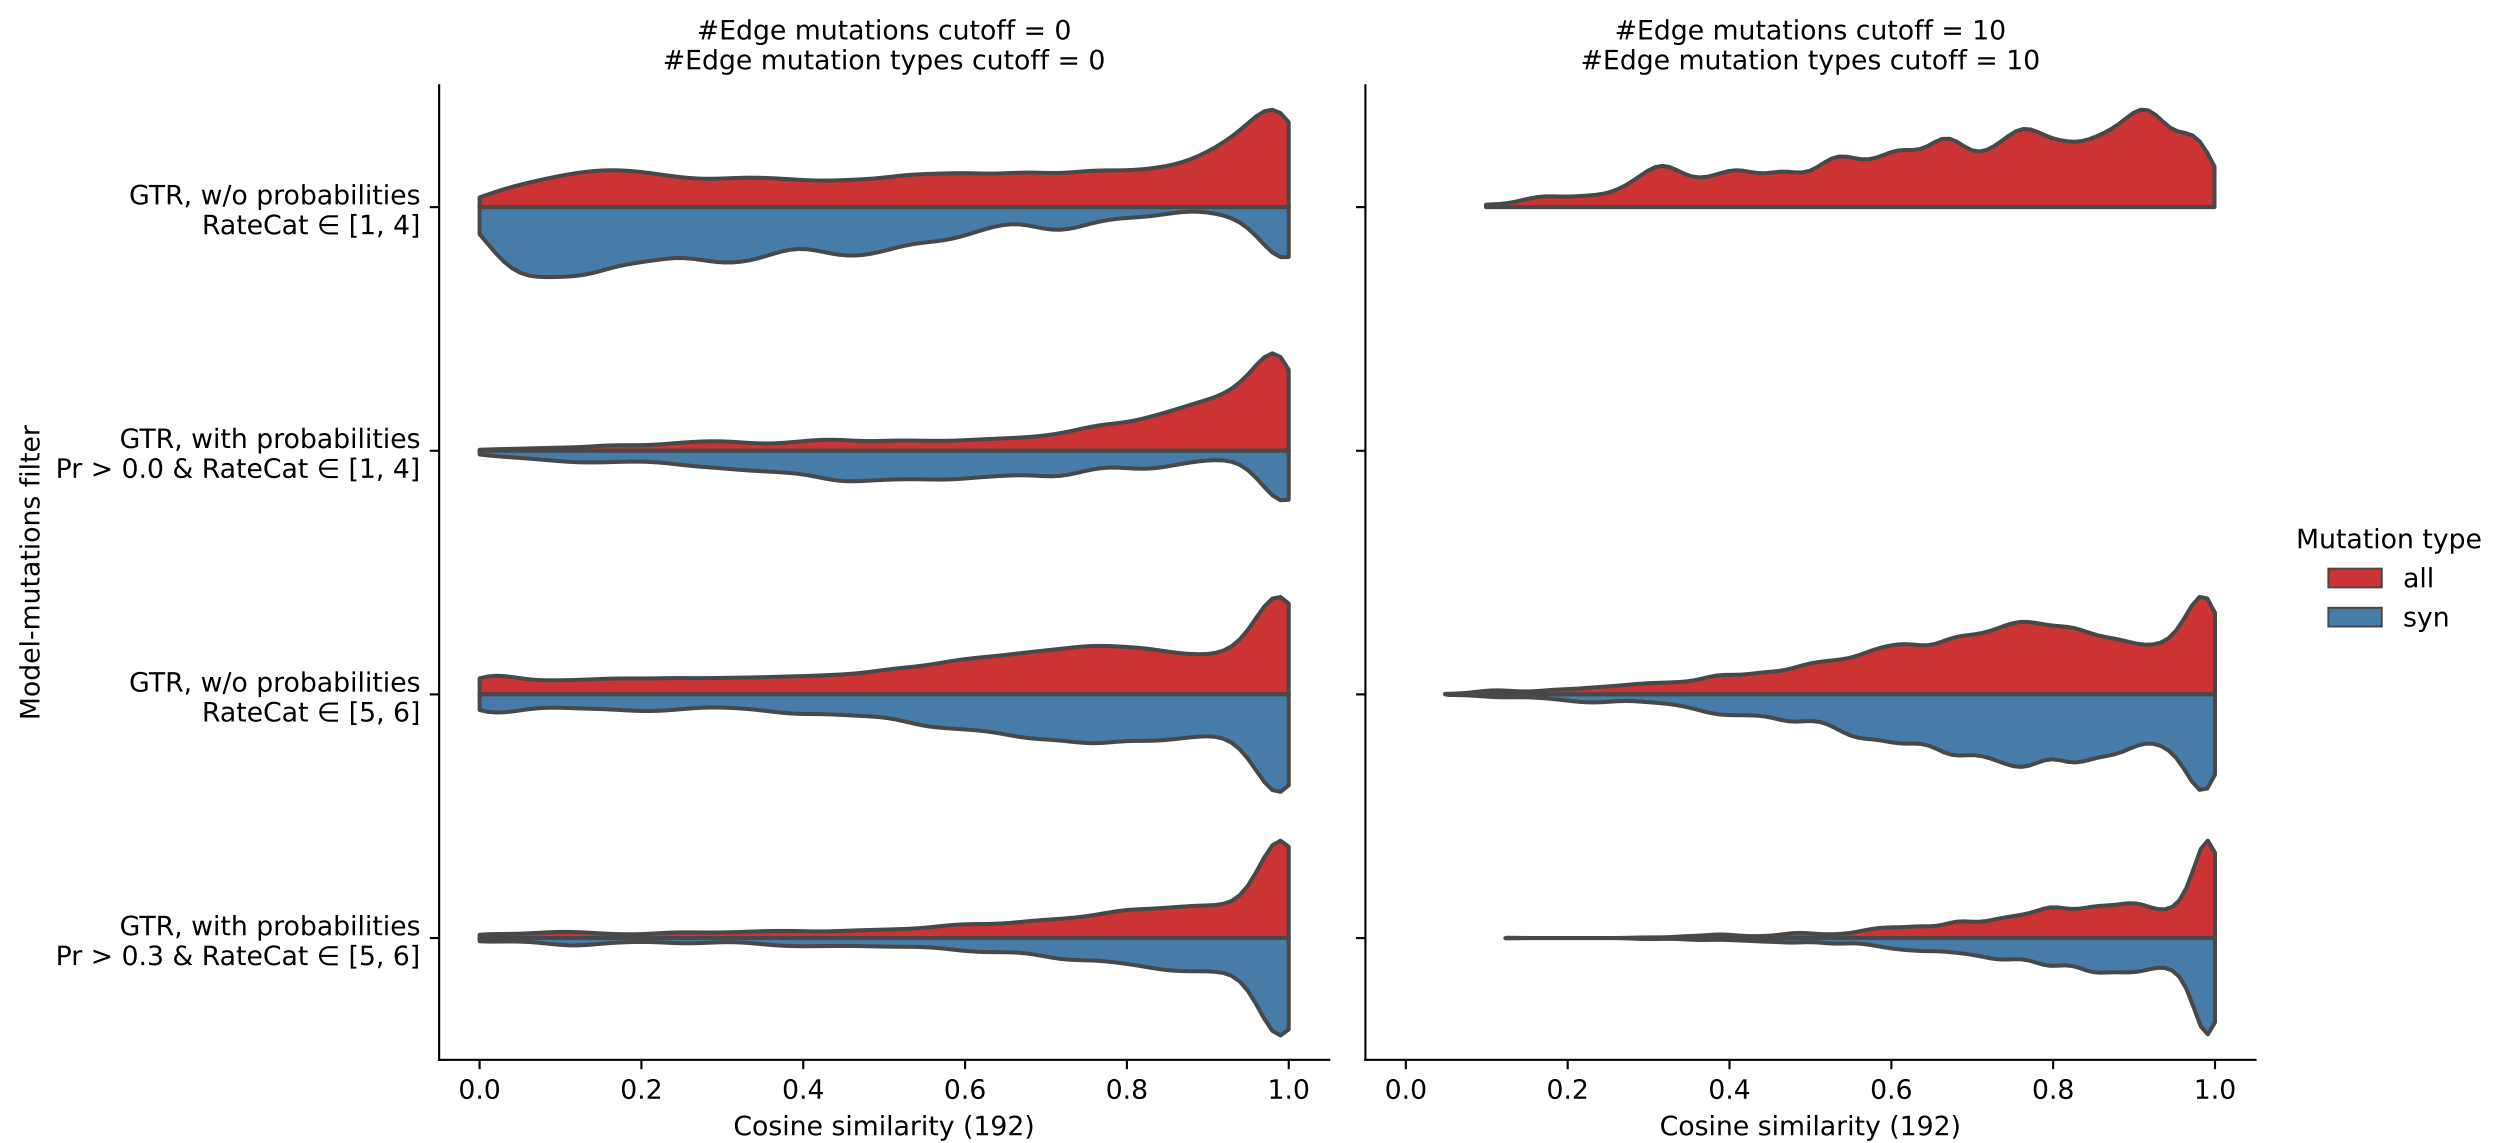 #Edge mutations cutoff = 0
#Edge mutation types cutoff = 0
#Edge mutations cutoff = 10
#Edge mutation types cutoff = 10
Model-mutations filter
GTR, w/o probabilities
RateCat ∈ [1, 4]
GTR, with probabilities
Pr > 0.0 & RateCat ∈ [1, 4]
GTR, w/o probabilities
RateCat ∈ [5, 6]
GTR, with probabilities
Pr > 0.3 & RateCat ∈ [5, 6]
0.0 0.2 0.4 0.6 0.8 1.0
Cosine similarity (192)
0.0 0.2 0.4 0.6 0.8 1.0
Cosine similarity (192)
Mutation type
all
syn